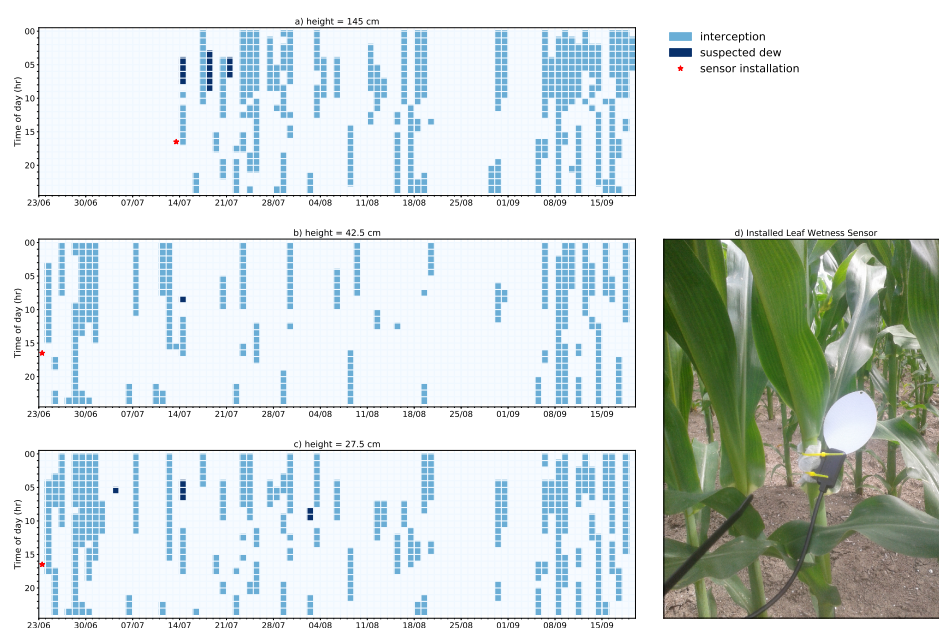 a) height = 145 cm
Time of day (hr)
00
05
10
15
20
23/06 30/06 07/07 14/07 21/07 28/07 04/08 11/08 18/08 25/08 01/09 08/09 15/09
interception
suspected dew
sensor installation
b) height = 42.5 cm
Time of day (hr)
00
05
10
15
20
23/06 30/06 07/07 14/07 21/07 28/07 04/08 11/08 18/08 25/08 01/09 08/09 15/09
d) Installed Leaf Wetness Sensor
c) height = 27.5 cm
Time of day (hr)
00
05
10
15
20
23/06 30/06 07/07 14/07 21/07 28/07 04/08 11/08 18/08 25/08 01/09 08/09 15/09